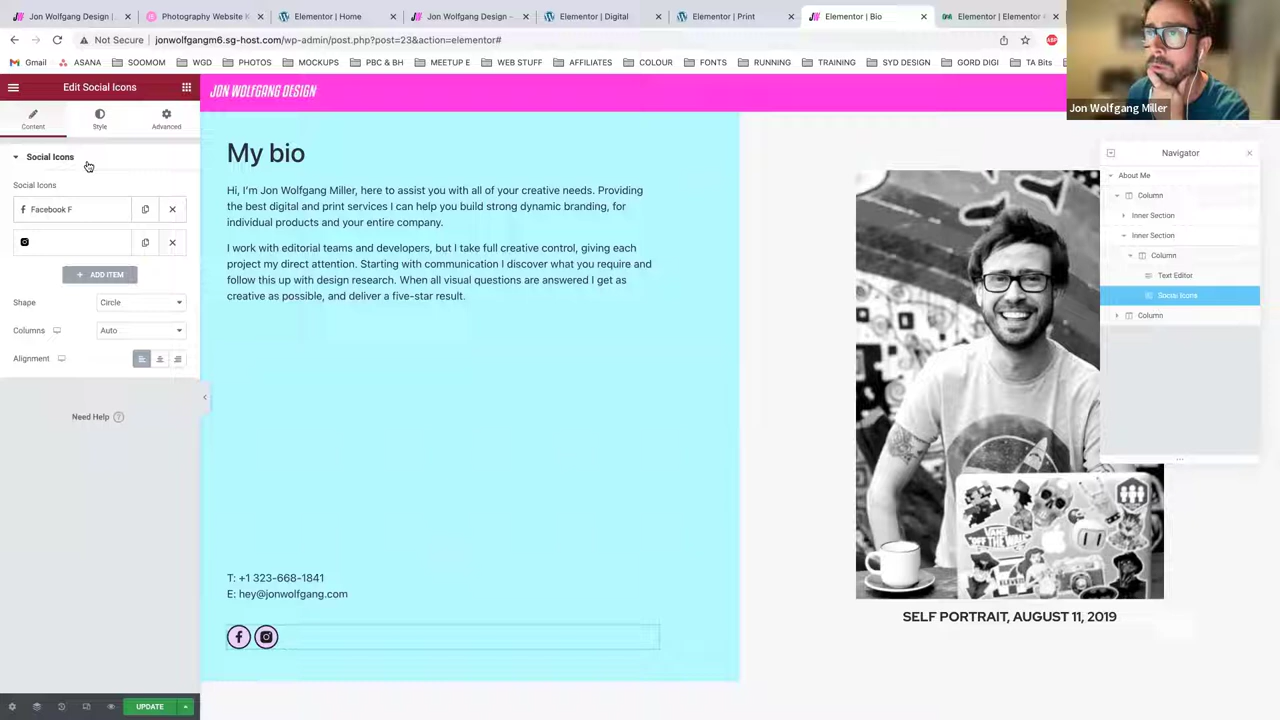 Jon Wolfgang Design |
Photography Website K
Elementor | Home
Jon Wolfgang Design –
Elementor | Digital
Elementor | Print
Elementor | Bio
Elementor | Elementor
Not Secure
jonwolfgangm6.sg-host.com/wp-admin/post.php?post=23&action=elementor#
ABP
Gmail
ASANA
SOOMOM
WGD
PHOTOS
MOCKUPS
PBC & BH
MEETUP E
WEB STUFF
AFFILIATES
COLOUR
FONTS
RUNNING
TRAINING
SYD DESIGN
GORD DIGI
TA Bits
Jon Wolfgang Miller
Edit Social Icons
JON WOLFGANG DESIGN
Content
Style
Advanced
Social Icons
Social Icons
Facebook F
ADD ITEM
Shape
Circle
Columns
Auto
Alignment
Need Help
?
UPDATE
My bio
Hi, I'm Jon Wolfgang Miller, here to assist you with all of your creative needs. Providing
the best digital and print services I can help you build strong dynamic branding, for
individual products and your entire company.
I work with editorial teams and developers, but I take full creative control, giving each
project my direct attention. Starting with communication I discover what you require and
follow this up with design research. When all visual questions are answered I get as
creative as possible, and deliver a five-star result.
T: +1 323-668-1841
E: hey@jonwolfgang.com
OFF THE WALL
SELF PORTRAIT, AUGUST 11, 2019
Navigator
About Me
Column
Inner Section
Inner Section
Column
Text Editor
Social Icons
Column